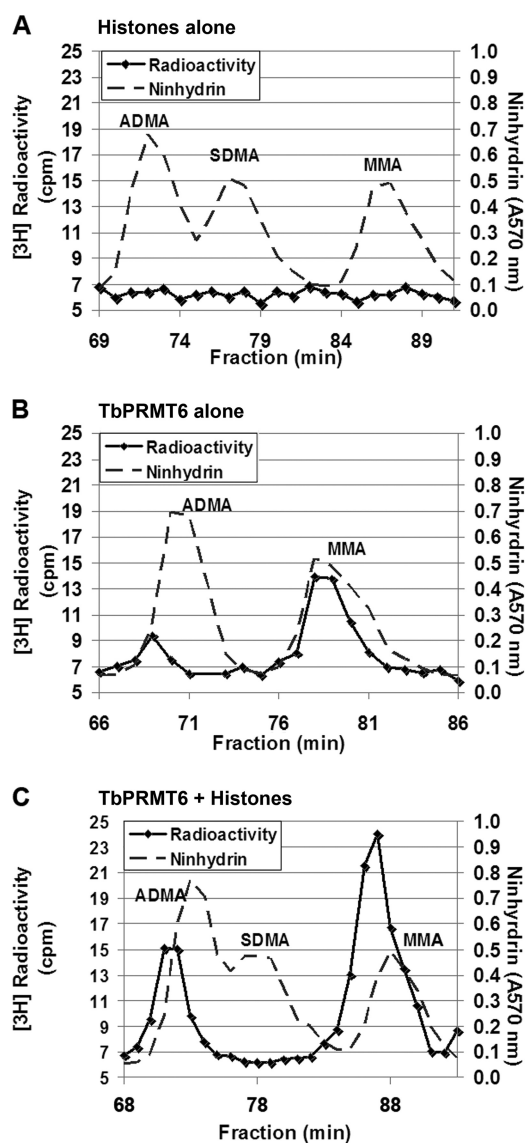 A Histones alone
Radioactivity
Ninhydrin
ADMA
SDMA
MMA
25
23
21
19
17
15
13
11
9
7
5
1.0
0.9
0.8
0.7
0.6
0.5
0.4
0.3
0.2
0.1
0.0
[3H] Radioactivity
(cpm)
Ninhyrdrin (A570 nm)
69 74 79 84 89
Fraction (min)
B TbPRMT6 alone
Radioactivity
Ninhydrin
ADMA
MMA
25
23
21
19
17
15
13
11
9
7
5
1.0
0.9
0.8
0.7
0.6
0.5
0.4
0.3
0.2
0.1
0.0
[3H] Radioactivity
(cpm)
Ninhyrdrin (A570 nm)
66 71 76 81 86
Fraction (min)
C TbPRMT6 + Histones
Radioactivity
Ninhydrin
ADMA
SDMA
MMA
25
23
21
19
17
15
13
11
9
7
5
1.0
0.9
0.8
0.7
0.6
0.5
0.4
0.3
0.2
0.1
0.0
[3H] Radioactivity
(cpm)
Ninhyrdrin (A570 nm)
68 78 88
Fraction (min)